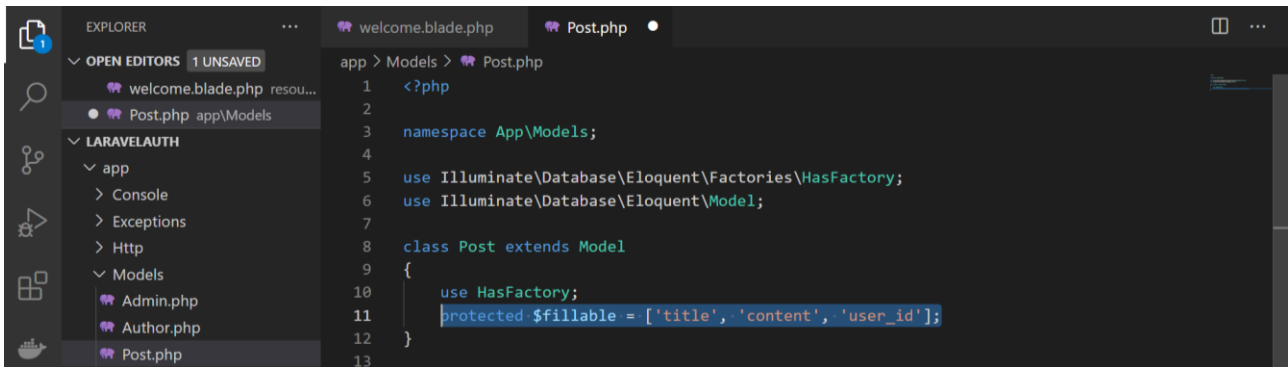 EXPLORER
OPEN EDITORS 1 UNSAVED
welcome.blade.php resou...
Post.php app\Models
LARAVELAUTH
app
Console
Exceptions
Http
Models
Admin.php
Author.php
Post.php
1
welcome.blade.php Post.php
app > Models > Post.php
1 <?php
2
3 namespace App\Models;
4
5 use Illuminate\Database\Eloquent\Factories\HasFactory;
6 use Illuminate\Database\Eloquent\Model;
7
8 class Post extends Model
9 {
10 use HasFactory;
11 protected $fillable = ['title', 'content', 'user_id'];
12 }
13